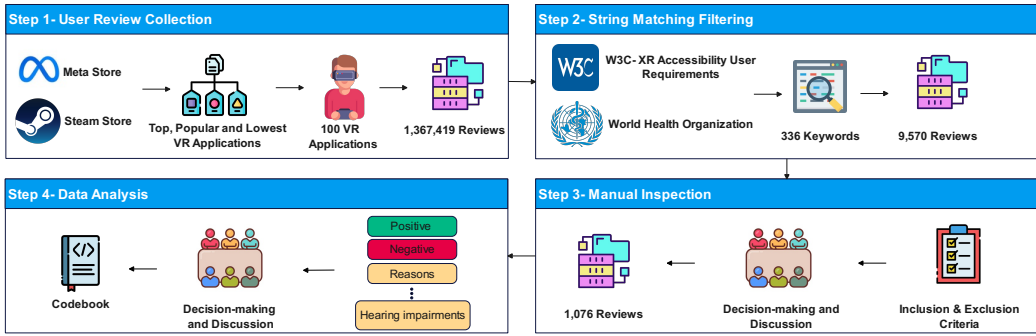 Step 1- User Review Collection
Meta Store
Steam Store
Top, Popular and Lowest
VR Applications
100 VR
Applications
1,367,419 Reviews
Step 2- String Matching Filtering
W3C
W3C- XR Accessibility User
Requirements
World Health Organization
336 Keywords
9,570 Reviews
Step 3- Manual Inspection
Inclusion & Exclusion
Criteria
Decision-making and
Discussion
1,076 Reviews
Step 4- Data Analysis
Positive
Negative
Reasons
Hearing impairments
Decision-making
and Discussion
Codebook